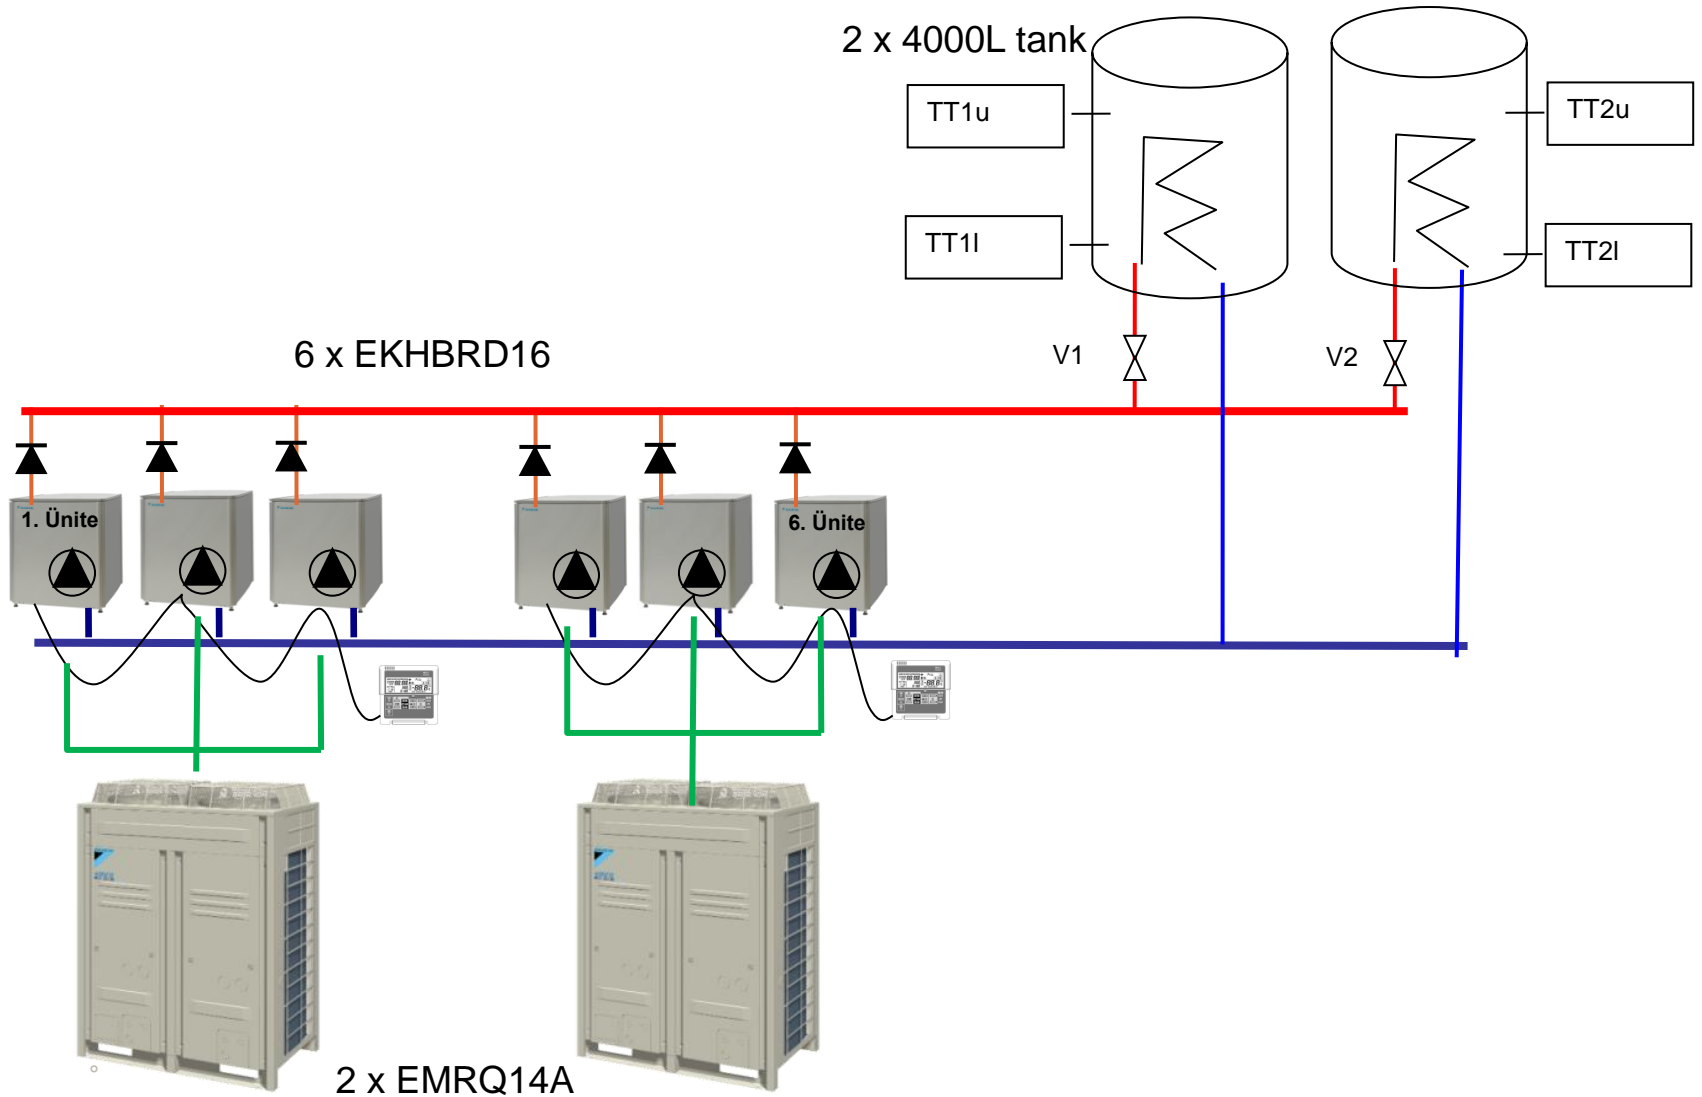 2 x 4000L tank
TT1u
TT2u
TT1l
TT2l
V1
V2
6 x EKHBRD16
1. Ünite
6. Ünite
2 x EMRQ14A